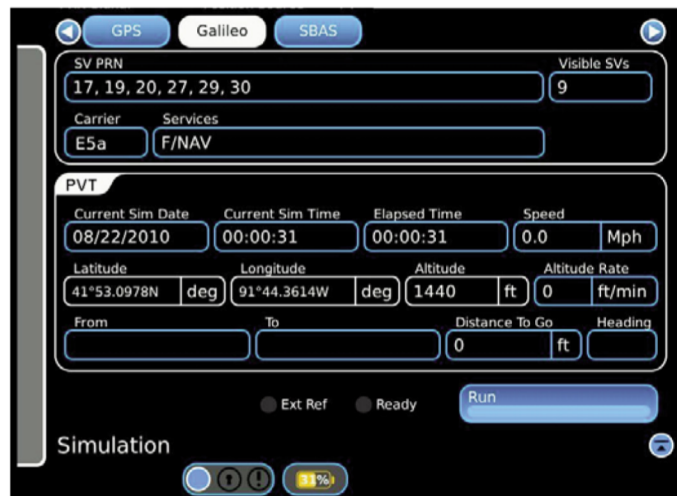 GPS Galileo SBAS
SV PRN Visible SVs
17, 19, 20, 27, 29, 30 9
Carrier Services
E5a F/NAV
PVT
Current Sim Date Current Sim Time Elapsed Time Speed
08/22/2010 00:00:31 00:00:31 0.0 Mph
Latitude Longitude Altitude Altitude Rate
41°53.0978N deg 91°44.3614W deg 1440 ft 0 ft/min
From To Distance To Go Heading
0 ft
Ext Ref Ready Run
Simulation
31%